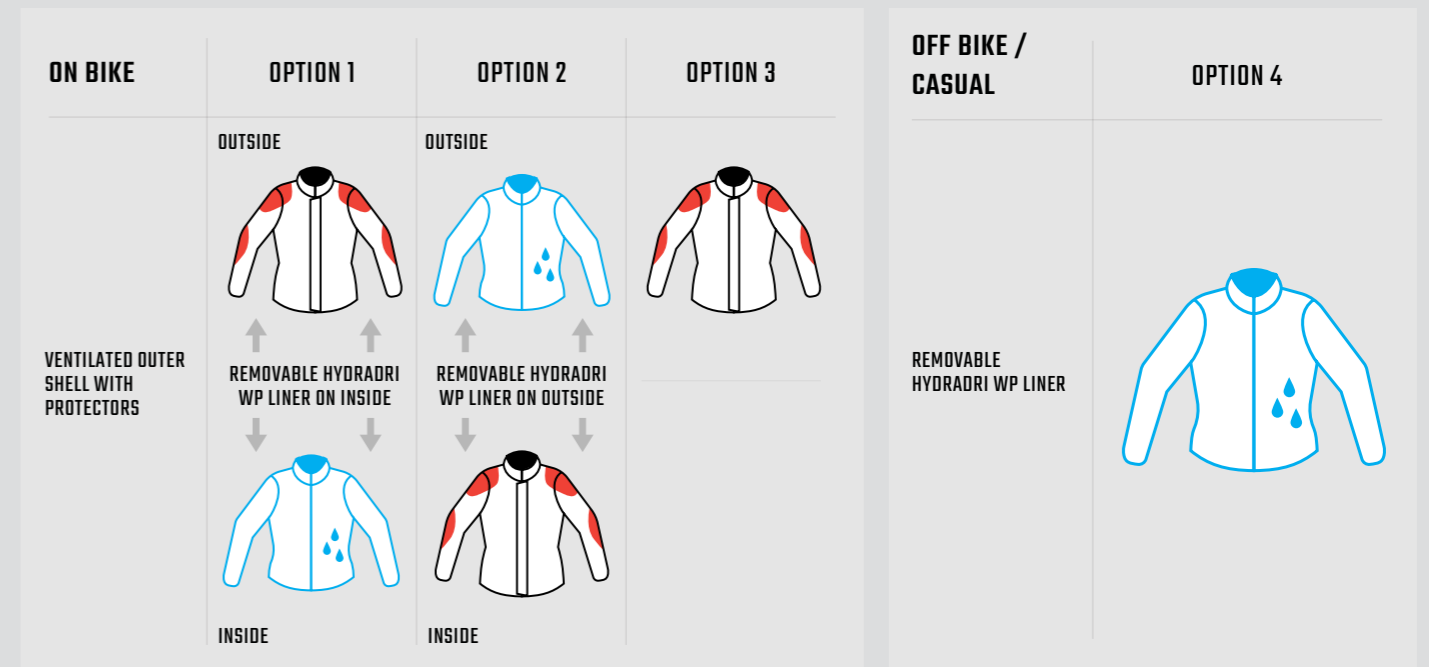 ON BIKE
OPTION 1
OPTION 2
OPTION 3
OUTSIDE
OUTSIDE
VENTILATED OUTER
SHELL WITH
PROTECTORS
REMOVABLE HYDRADRI
WP LINER ON INSIDE
REMOVABLE HYDRADRI
WP LINER ON OUTSIDE
INSIDE
INSIDE
OFF BIKE /
CASUAL
OPTION 4
REMOVABLE
HYDRADRI WP LINER